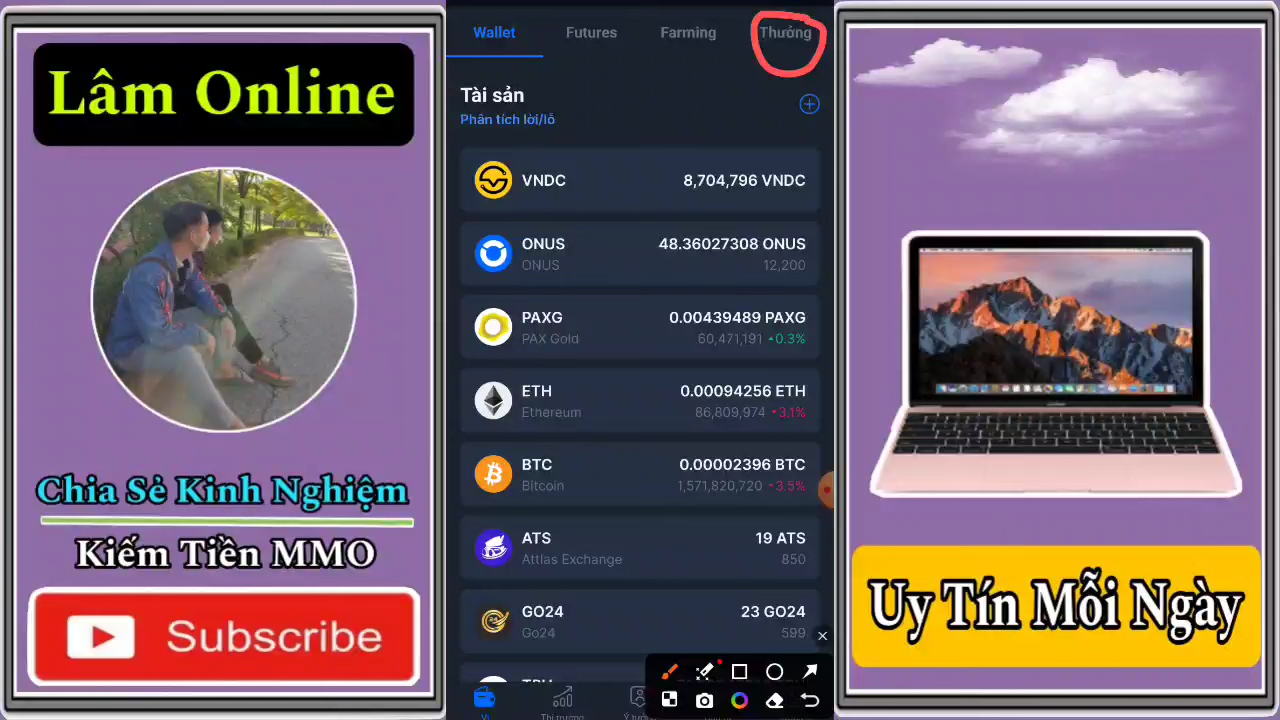 Lâm Online
Chia Sẻ Kinh Nghiệm
Kiếm Tiền MMO
Subscribe
Wallet Futures Farming Thưởng
Tài sản
Phân tích lời/lỗ
VNDC 8,704,796 VNDC
ONUS 48.36027308 ONUS
ONUS 12,200
PAXG 0.00439489 PAXG
PAX Gold 60,471,191 0.3%
ETH 0.00094256 ETH
Ethereum 86,809,974 3.1%
BTC 0.00002396 BTC
Bitcoin 1,571,820,720 3.5%
ATS 19 ATS
Attlas Exchange 850
GO24 23 GO24
Go24 599
Uy Tín Mỗi Ngày